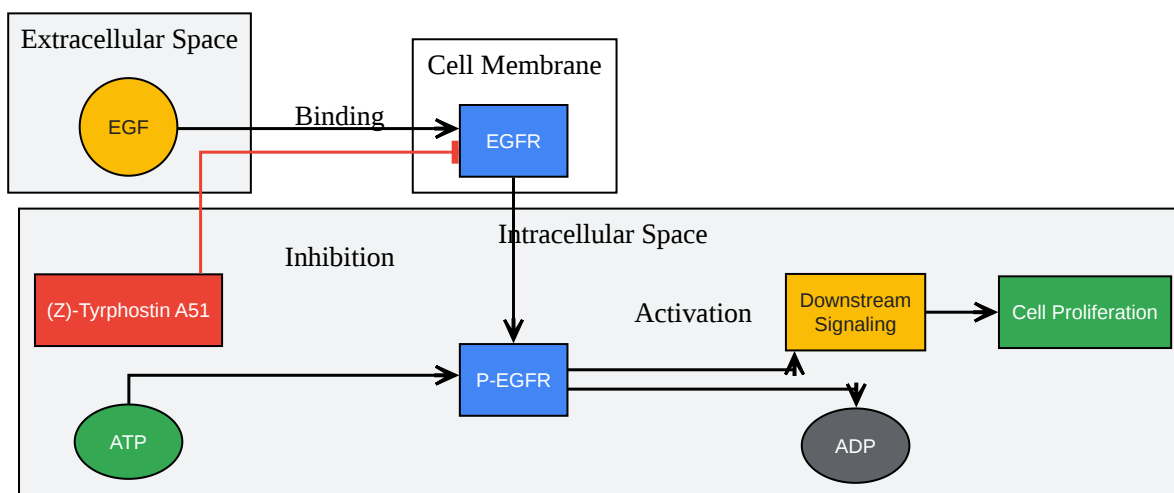 Extracellular Space
Cell Membrane
EGF
Binding
EGFR
Intracellular Space
Inhibition
(Z)-Tyrphostin A51
Activation
Downstream
Signaling
Cell Proliferation
P-EGFR
ATP
ADP